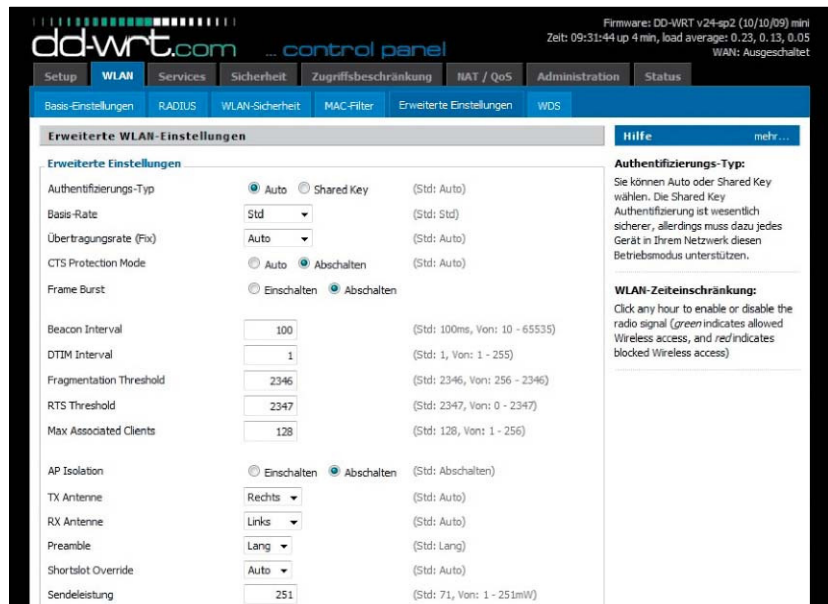 Firmware: DD-WRT v24-sp2 (10/10/09) mini
dd-wrt.com ... control panel
Zeit: 09:31:44 up 4 min, load average: 0.23, 0.13, 0.05
WAN: Ausgeschaltet
Setup WLAN Services Sicherheit Zugriffsbeschränkung NAT / QoS Administration Status
Basis-Einstellungen RADIUS WLAN-Sicherheit MAC-Filter Erweiterte Einstellungen WDS
Erweiterte WLAN-Einstellungen
Erweiterte Einstellungen
Authentifizierungs-Typ Auto Shared Key (Std: Auto)
Basis-Rate Std (Std: Std)
Übertragungsrate (Fix) Auto (Std: Auto)
CTS Protection Mode Auto Abschalten (Std: Auto)
Frame Burst Einschalten Abschalten
Beacon Interval 100 (Std: 100ms, Von: 10 - 65535)
DTIM Interval 1 (Std: 1, Von: 1 - 255)
Fragmentation Threshold 2346 (Std: 2346, Von: 256 - 2346)
RTS Threshold 2347 (Std: 2347, Von: 0 - 2347)
Max Associated Clients 128 (Std: 128, Von: 1 - 256)
AP Isolation Einschalten Abschalten (Std: Abschalten)
TX Antenne Rechts (Std: Auto)
RX Antenne Links (Std: Auto)
Preamble Lang (Std: Lang)
Shortslot Override Auto (Std: Auto)
Sendeleistung 251 (Std: 71, Von: 1 - 251mW)
Hilfe mehr...
Authentifizierungs-Typ:
Sie können Auto oder Shared Key
wählen. Die Shared Key
Authentifizierung ist wesentlich
sicherer, allerdings muss dazu jedes
Gerät in Ihrem Netzwerk diesen
Betriebsmodus unterstützen.
WLAN-Zeiteinschränkung:
Click any hour to enable or disable the
radio signal (green indicates allowed
Wireless access, and red indicates
blocked Wireless access)